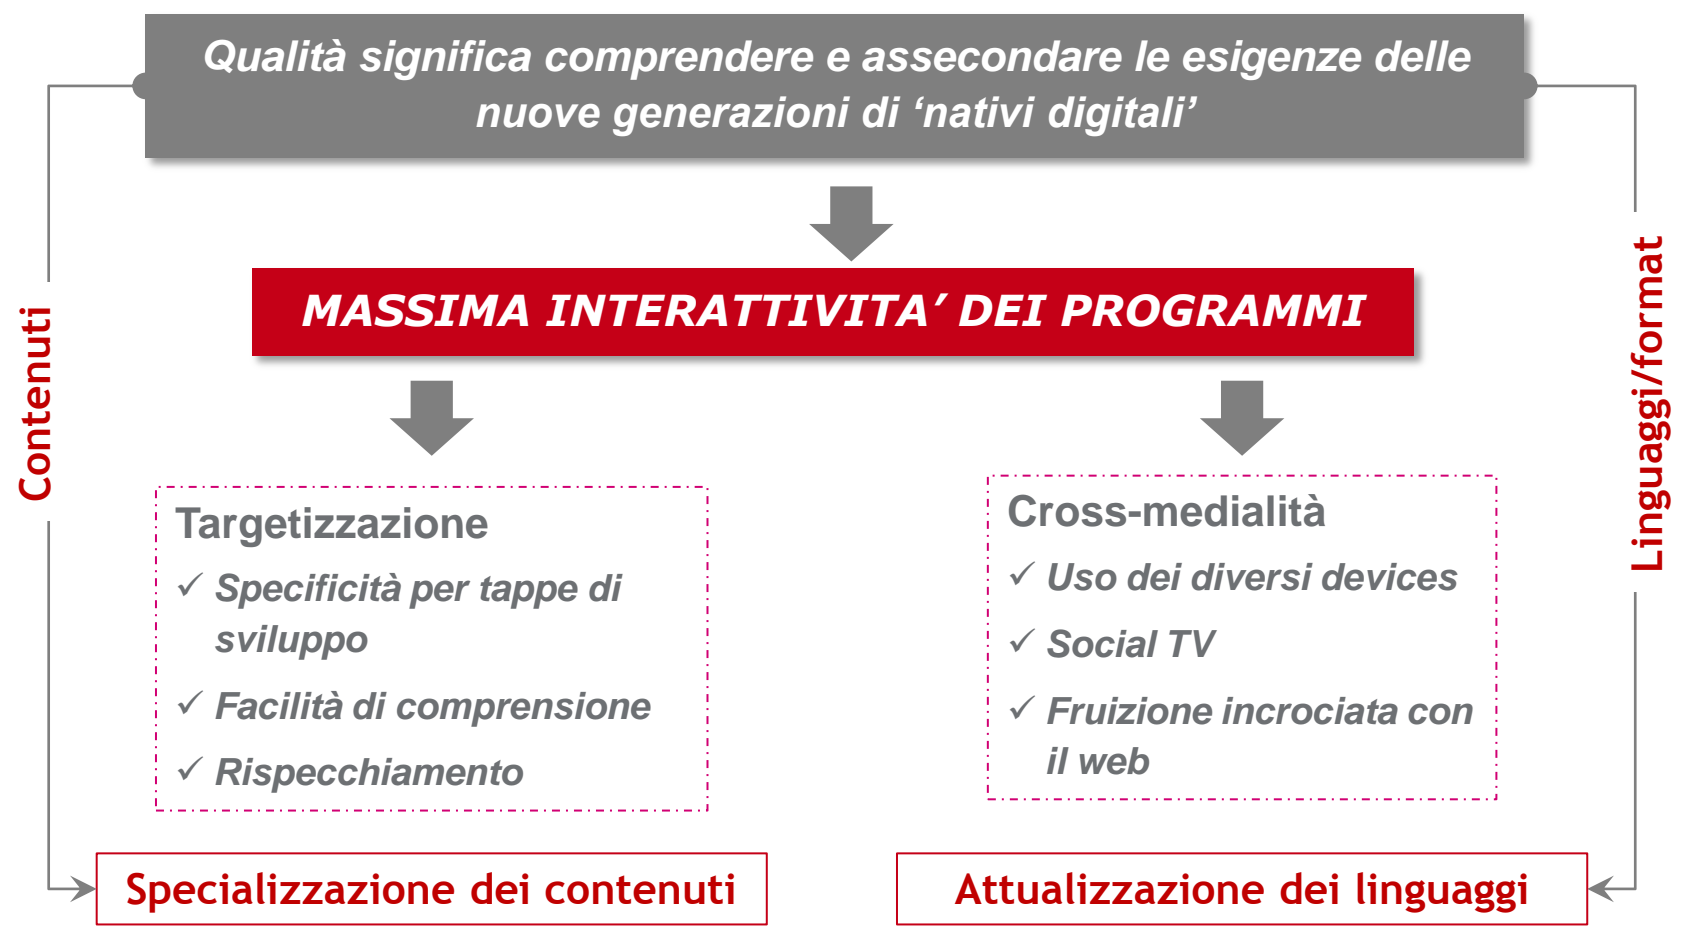 Qualità significa comprendere e assecondare le esigenze delle
nuove generazioni di ‘nativi digitali’
MASSIMA INTERATTIVITA’ DEI PROGRAMMI
Contenuti
Linguaggi/format
Targetizzazione
✓ Specificità per tappe di
sviluppo
✓ Facilità di comprensione
✓ Rispecchiamento
Cross-medialità
✓ Uso dei diversi devices
✓ Social TV
✓ Fruizione incrociata con
il web
Specializzazione dei contenuti
Attualizzazione dei linguaggi